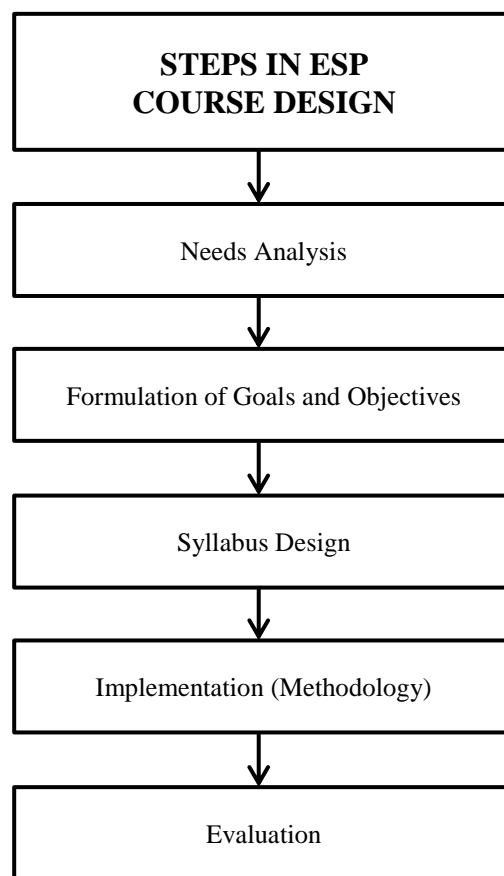 STEPS IN ESP
COURSE DESIGN
Needs Analysis
Formulation of Goals and Objectives
Syllabus Design
Implementation (Methodology)
Evaluation